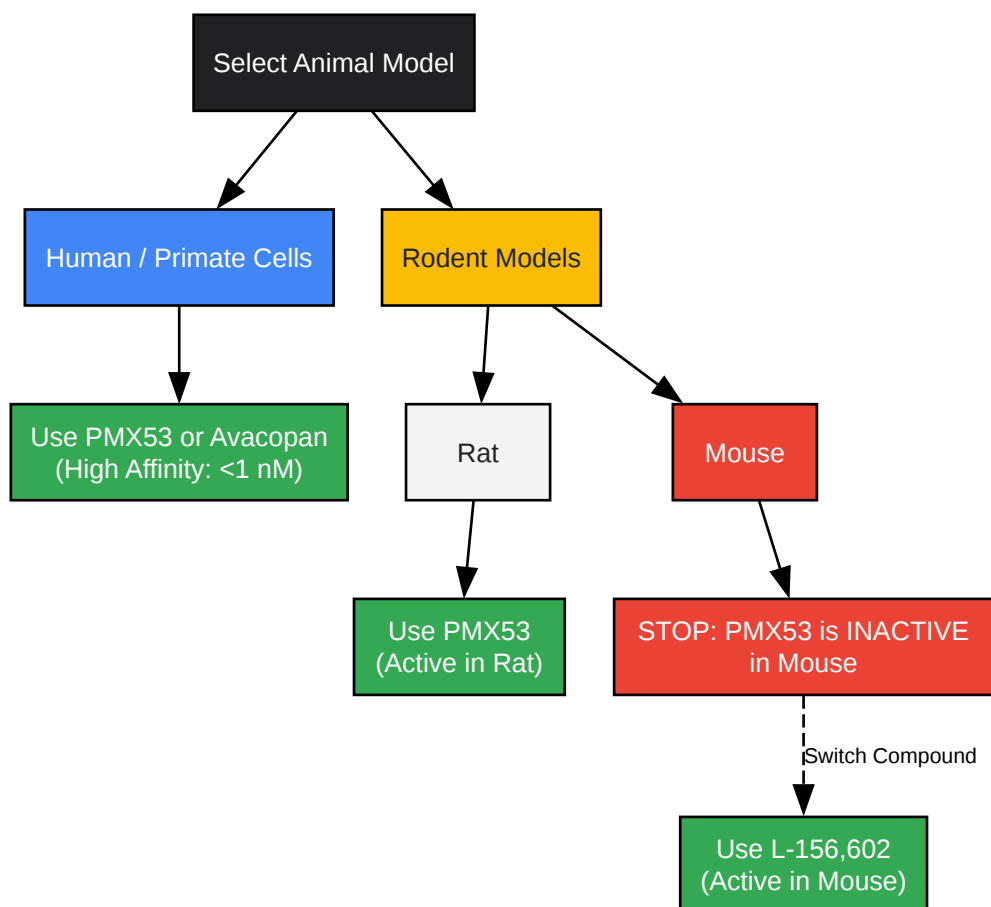 Select Animal Model
Human / Primate Cells
Rodent Models
Use PMX53 or Avacopan
(High Affinity: <1 nM)
Rat
Mouse
Use PMX53
(Active in Rat)
STOP: PMX53 is INACTIVE
in Mouse
Switch Compound
Use L-156,602
(Active in Mouse)